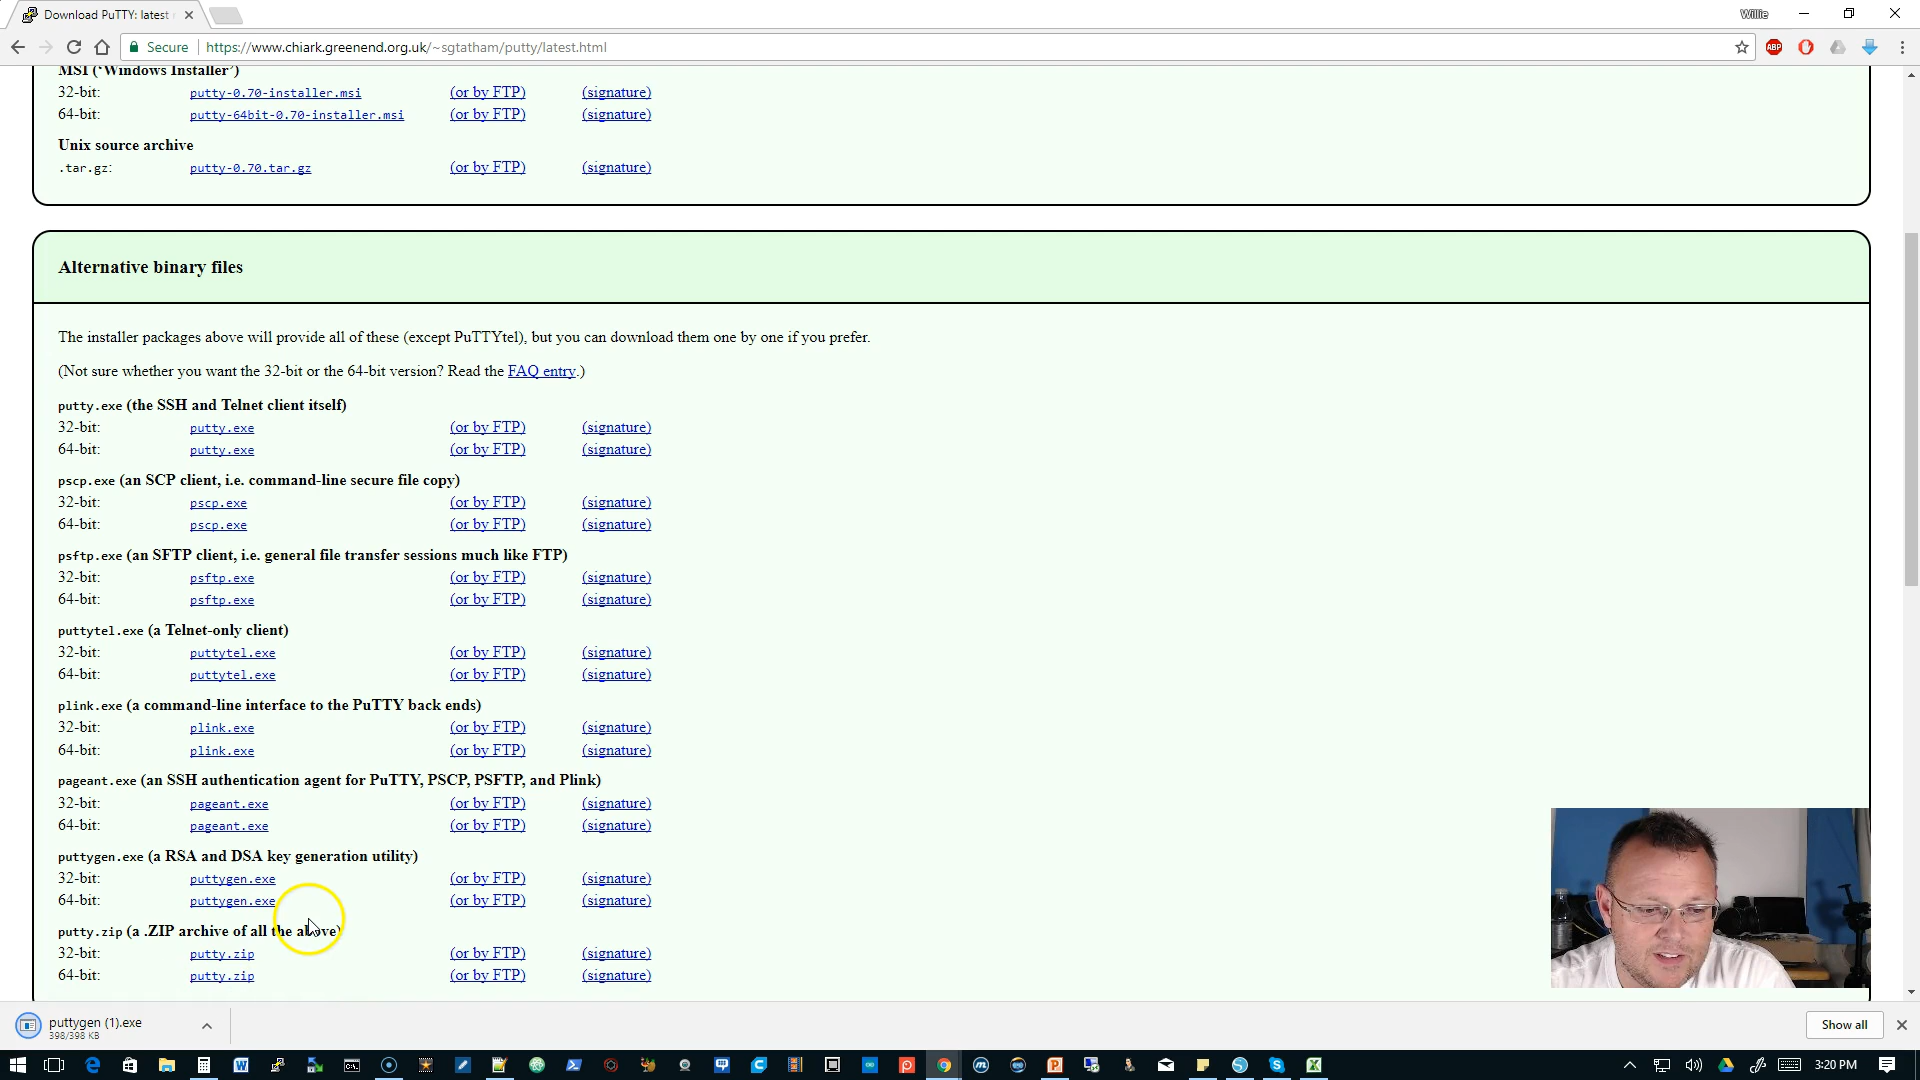 Download PuTTY: latest
Willie
Secure
https://www.chiark.greenend.org.uk/~sgtatham/putty/latest.html
ABP
MSI (‘Windows Installer’)
32-bit: putty-0.70-installer.msi (or by FTP) (signature)
64-bit: putty-64bit-0.70-installer.msi (or by FTP) (signature)
Unix source archive
.tar.gz: putty-0.70.tar.gz (or by FTP) (signature)
Alternative binary files
The installer packages above will provide all of these (except PuTTYtel), but you can download them one by one if you prefer.
(Not sure whether you want the 32-bit or the 64-bit version? Read the FAQ entry.)
putty.exe (the SSH and Telnet client itself)
32-bit: putty.exe (or by FTP) (signature)
64-bit: putty.exe (or by FTP) (signature)
pscp.exe (an SCP client, i.e. command-line secure file copy)
32-bit: pscp.exe (or by FTP) (signature)
64-bit: pscp.exe (or by FTP) (signature)
psftp.exe (an SFTP client, i.e. general file transfer sessions much like FTP)
32-bit: psftp.exe (or by FTP) (signature)
64-bit: psftp.exe (or by FTP) (signature)
puttytel.exe (a Telnet-only client)
32-bit: puttytel.exe (or by FTP) (signature)
64-bit: puttytel.exe (or by FTP) (signature)
plink.exe (a command-line interface to the PuTTY back ends)
32-bit: plink.exe (or by FTP) (signature)
64-bit: plink.exe (or by FTP) (signature)
pageant.exe (an SSH authentication agent for PuTTY, PSCP, PSFTP, and Plink)
32-bit: pageant.exe (or by FTP) (signature)
64-bit: pageant.exe (or by FTP) (signature)
puttygen.exe (a RSA and DSA key generation utility)
32-bit: puttygen.exe (or by FTP) (signature)
64-bit: puttygen.exe (or by FTP) (signature)
putty.zip (a .ZIP archive of all the above)
32-bit: putty.zip (or by FTP) (signature)
64-bit: putty.zip (or by FTP) (signature)
puttygen (1).exe
398/398 KB
Show all
3:20 PM